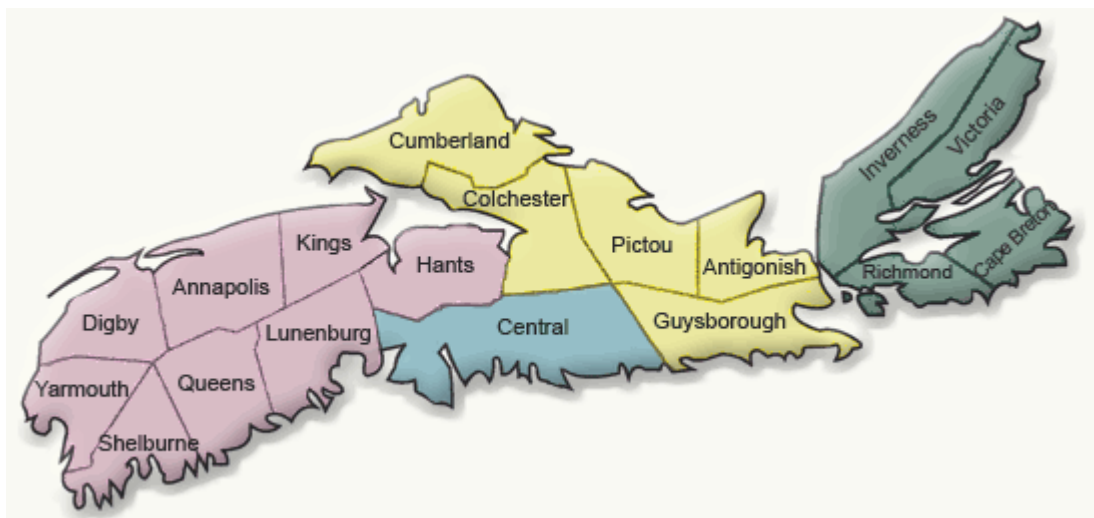 Cumberland
Inverness
Victoria
Colchester
Kings
Pictou
Hants
Antigonish
Cape Breton
Richmond
Annapolis
Digby
Lunenburg
Central
Guysborough
Yarmouth
Queens
Shelburne